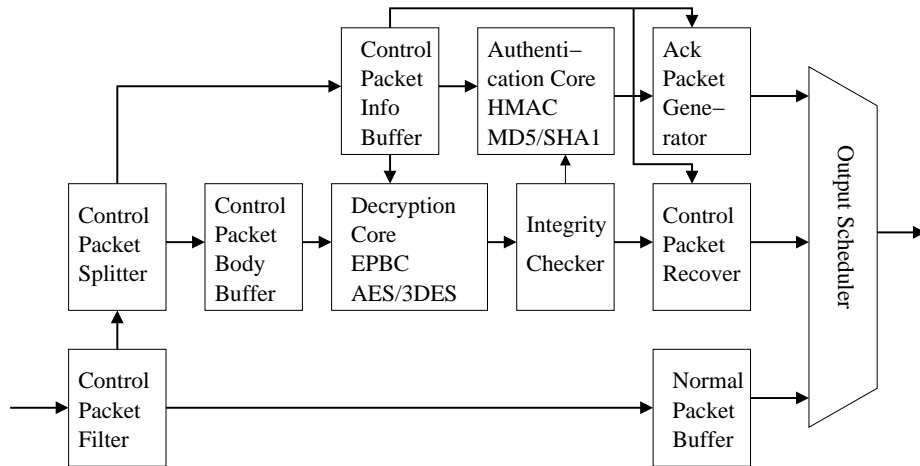 Control
Packet
Info
Buffer
Authenti–
cation Core
HMAC
MD5/SHA1
Ack
Packet
Gene–
rator
Control
Packet
Splitter
Control
Packet
Body
Buffer
Decryption
Core
EPBC
AES/3DES
Integrity
Checker
Control
Packet
Recover
Output Scheduler
Control
Packet
Filter
Normal
Packet
Buffer